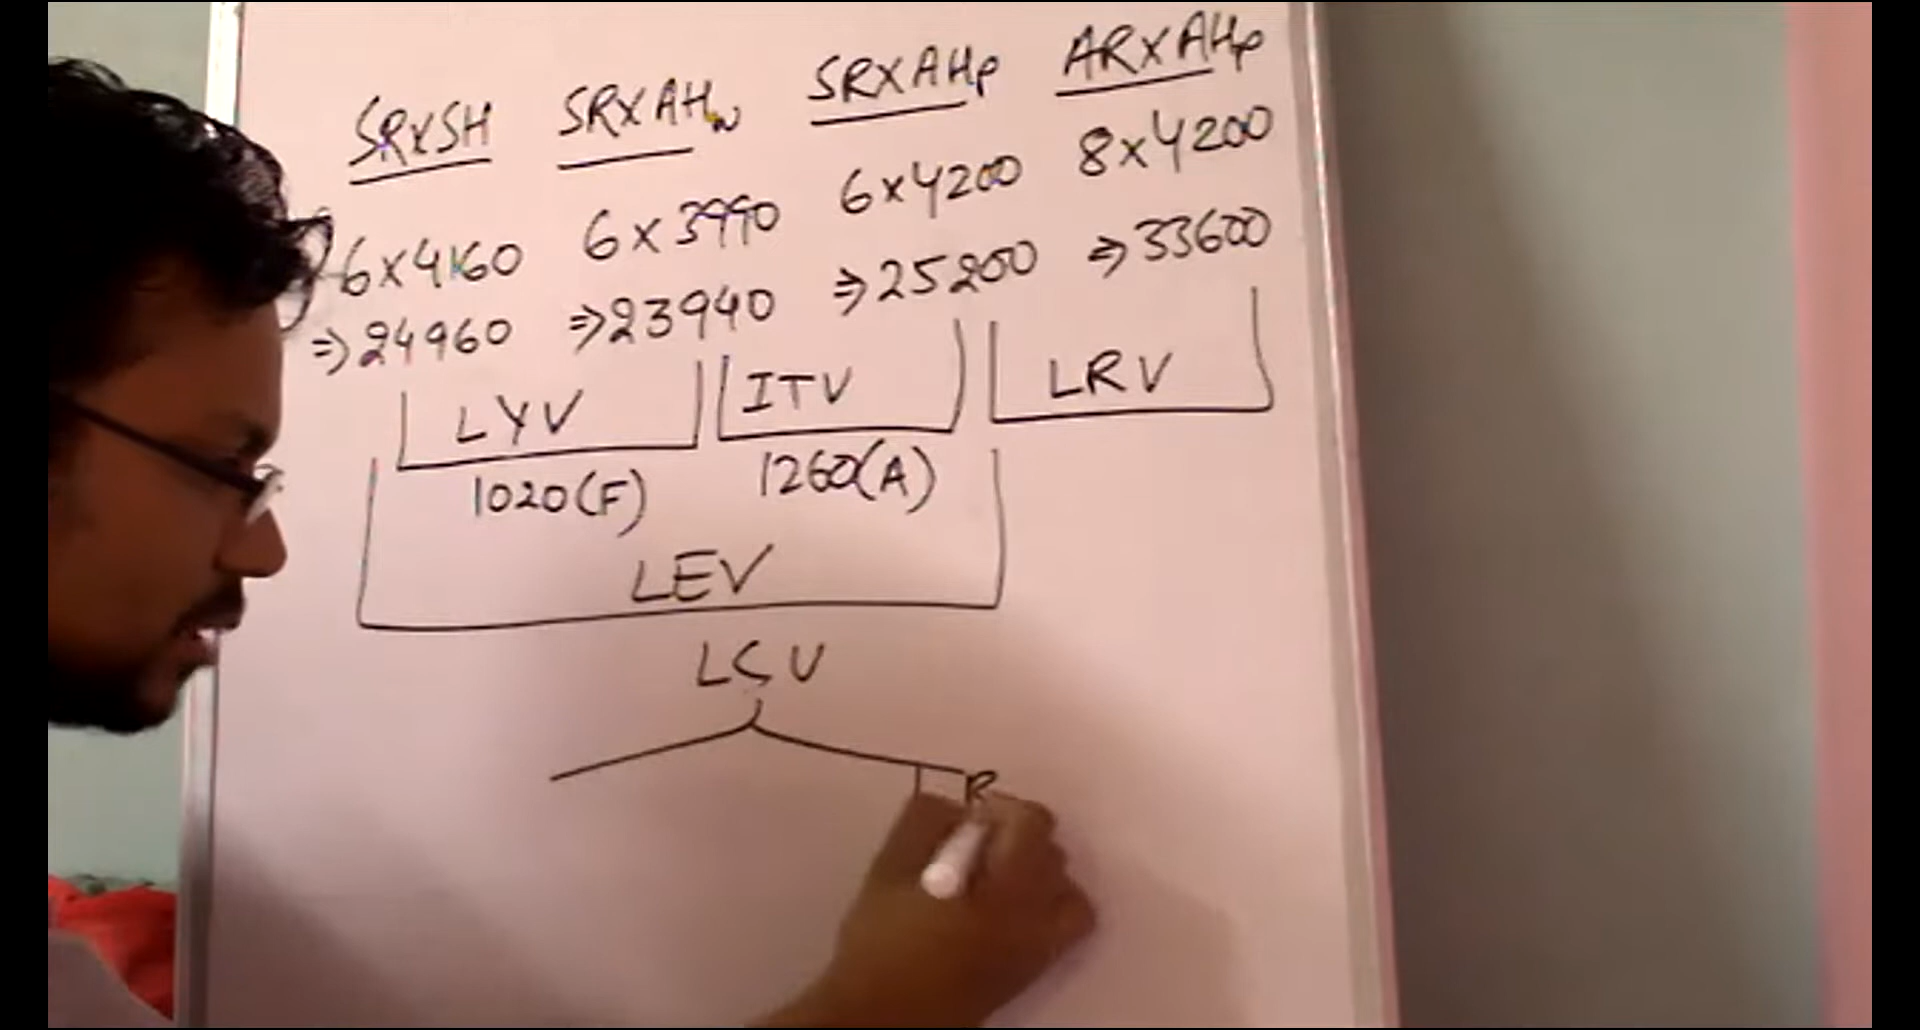 SRXSH SRXAHw SRXAHp ARXAHp
6x4160 6x3990 6x4200 8x4200
⇒24960 ⇒23940 ⇒25200 ⇒33600
LYV ITV LRV
1020(F) 1260(A)
LEV
LCV
R